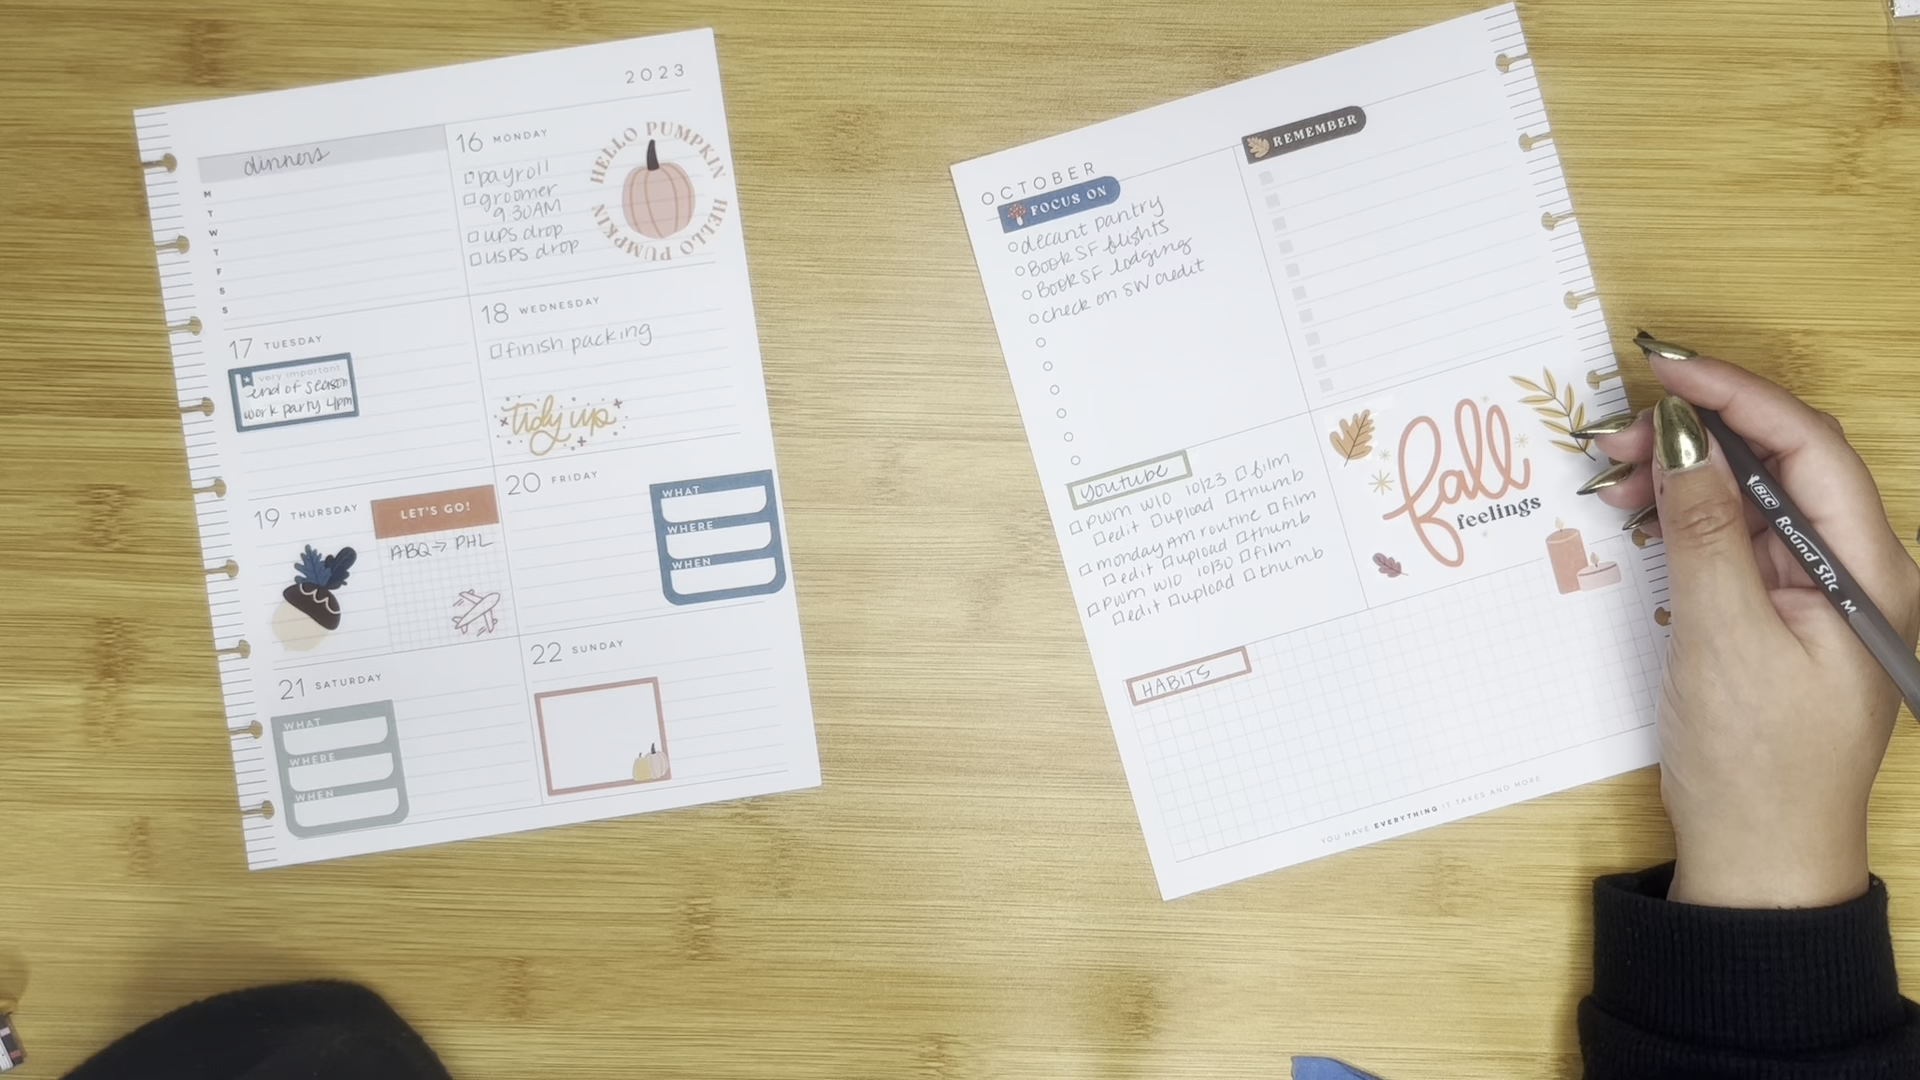 2023
dinners
M
T
W
T
F
S
S
16 MONDAY
payroll
groomer
9 30AM
ups drop
USPS drop
HELLO PUMPKIN HELLO PUMPKIN
17 TUESDAY
very important
end of season
work party 4pm
18 WEDNESDAY
finish packing
tidy up
19 THURSDAY
LET'S GO!
ABQ→PHL
20 FRIDAY
WHAT
WHERE
WHEN
21 SATURDAY
WHAT
WHERE
WHEN
22 SUNDAY
OCTOBER
FOCUS ON
decant pantry
Book SF flights
Book SF lodging
check on SW credit
REMEMBER
Youtube
pwm w/o 10/23 film
edit upload thumb
monday AM routine film
edit upload thumb
pwm w/o 10/30 film
edit upload thumb
fall
feelings
HABITS
YOU HAVE EVERYTHING IT TAKES AND MORE
BIC Round Stic M